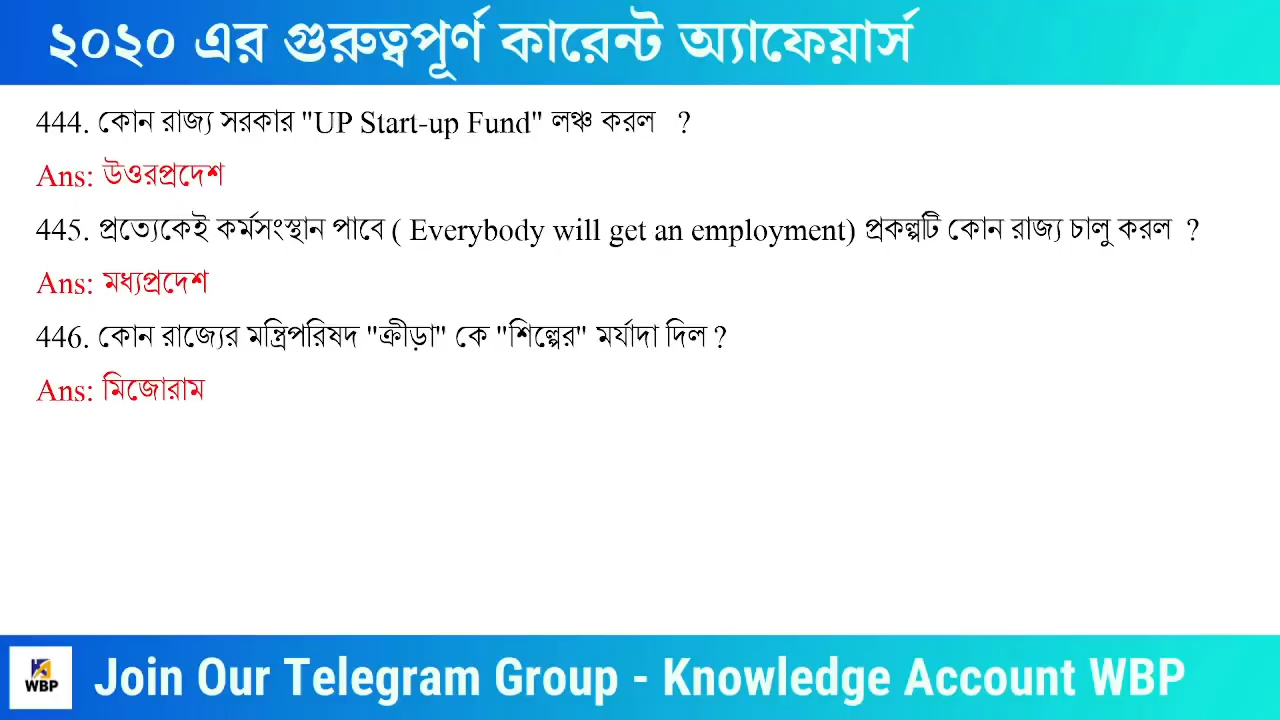 ২০২০ এর গুরুত্বপূর্ণ কারেন্ট অ্যাফেয়ার্স
444. কোন রাজ্য সরকার "UP Start-up Fund" লঞ্চ করল ?
Ans: উওরপ্রদেশ
445. প্রত্যেকেই কর্মসংস্থান পাবে ( Everybody will get an employment) প্রকল্পটি কোন রাজ্য চালু করল ?
Ans: মধ্যপ্রদেশ
446. কোন রাজ্যের মন্ত্রিপরিষদ "ক্রীড়া" কে "শিল্পের" মর্যাদা দিল ?
Ans: মিজোরাম
WBP
Join Our Telegram Group - Knowledge Account WBP